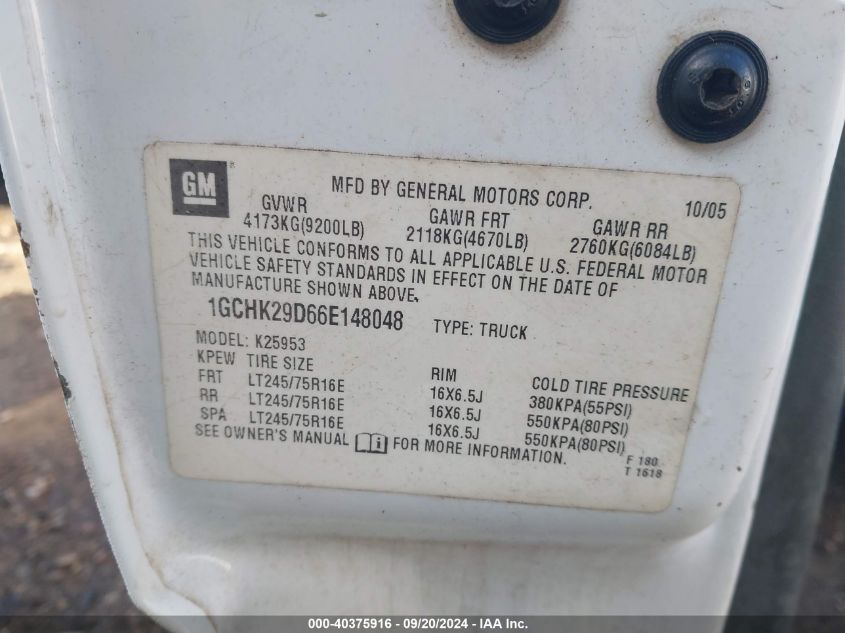 GM
MFD BY GENERAL MOTORS CORP. 10/05
GVWR GAWR FRT GAWR RR
4173KG(9200LB) 2118KG(4670LB) 2760KG(6084LB)
THIS VEHICLE CONFORMS TO ALL APPLICABLE U.S. FEDERAL MOTOR
VEHICLE SAFETY STANDARDS IN EFFECT ON THE DATE OF
MANUFACTURE SHOWN ABOVE.
1GCHK29D66E148048 TYPE: TRUCK
MODEL: K25953
KPEW TIRE SIZE RIM COLD TIRE PRESSURE
FRT LT245/75R16E 16X6.5J 380KPA(55PSI)
RR LT245/75R16E 16X6.5J 550KPA(80PSI)
SPA LT245/75R16E 16X6.5J 550KPA(80PSI)
SEE OWNER'S MANUAL FOR MORE INFORMATION.
F 180
T 1618
000-40375916 - 09/20/2024 - IAA Inc.